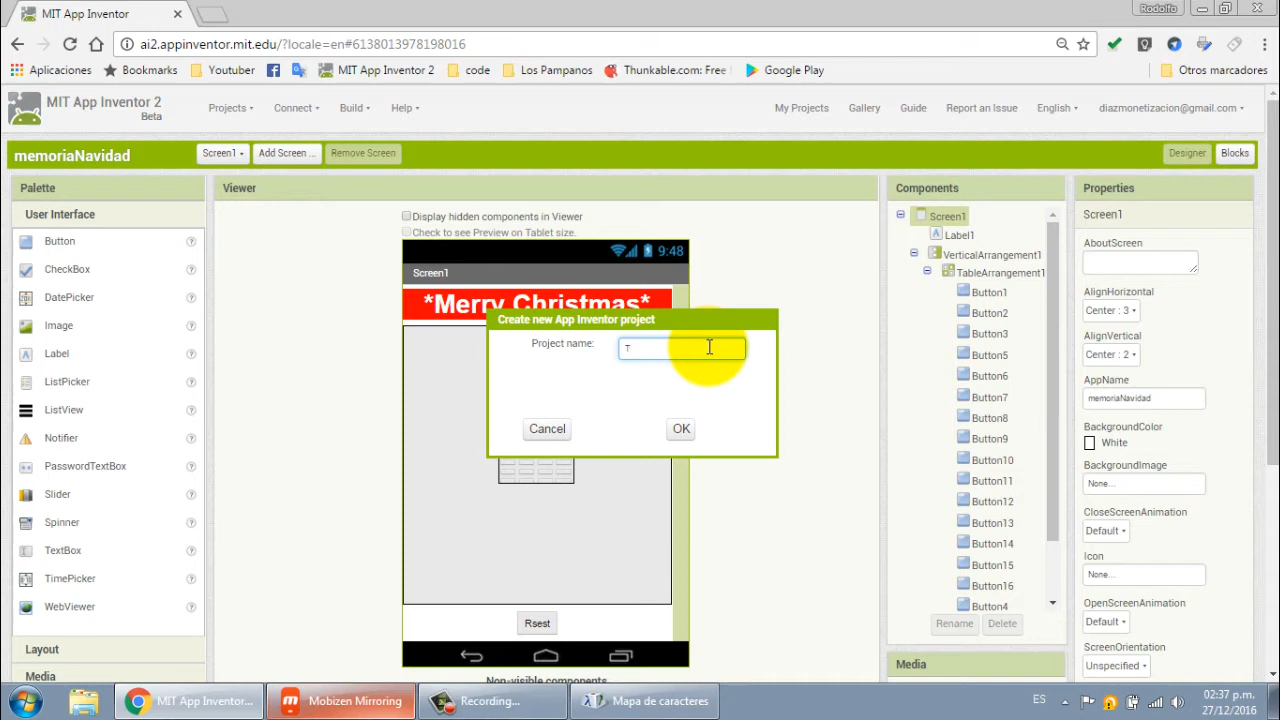 MIT App Inventor 2
Rodolfo
ai2.appinventor.mit.edu/?locale=en#6138013978198016
Aplicaciones
Bookmarks
Youtuber
MIT App Inventor 2
code
Los Pampanos
Thunkable.com: Free
Google Play
Otros marcadores
MIT App Inventor 2
Beta
Projects
Connect
Build
Help
My Projects
Gallery
Guide
Report an Issue
English
diazmonetizacion@gmail.com
memoriaNavidad
Screen1
Add Screen ...
Remove Screen
Designer
Blocks
Palette
User Interface
Button
CheckBox
DatePicker
Image
Label
ListPicker
ListView
Notifier
PasswordTextBox
Slider
Spinner
TextBox
TimePicker
WebViewer
Layout
Media
Viewer
Display hidden components in Viewer
Check to see Preview on Tablet size.
9:48
Screen1
*Merry Christmas*
Create new App Inventor project
Project name:
T
Cancel
OK
Rsest
Non-visible components
Components
Screen1
Label1
VerticalArrangement1
TableArrangement1
Button1
Button2
Button3
Button5
Button6
Button7
Button8
Button9
Button10
Button11
Button12
Button13
Button14
Button15
Button16
Button4
Rename
Delete
Media
Properties
Screen1
AboutScreen
AlignHorizontal
Center : 3
AlignVertical
Center : 2
AppName
memoriaNavidad
BackgroundColor
White
BackgroundImage
None...
CloseScreenAnimation
Default
Icon
None...
OpenScreenAnimation
Default
ScreenOrientation
Unspecified
MIT App Inventor...
Mobizen Mirroring
Recording...
Mapa de caracteres
ES
02:37 p.m.
27/12/2016